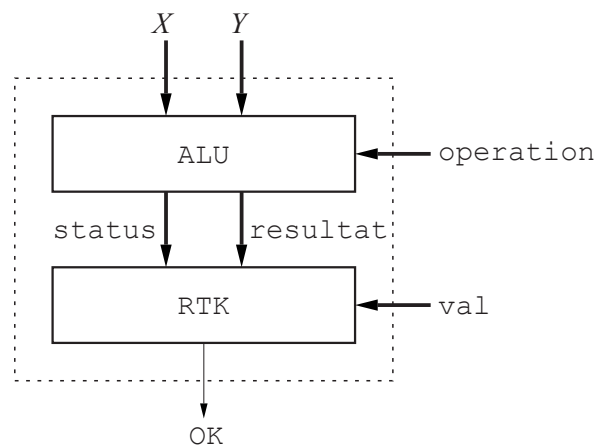 X Y
ALU
operation
status resultat
RTK
val
OK